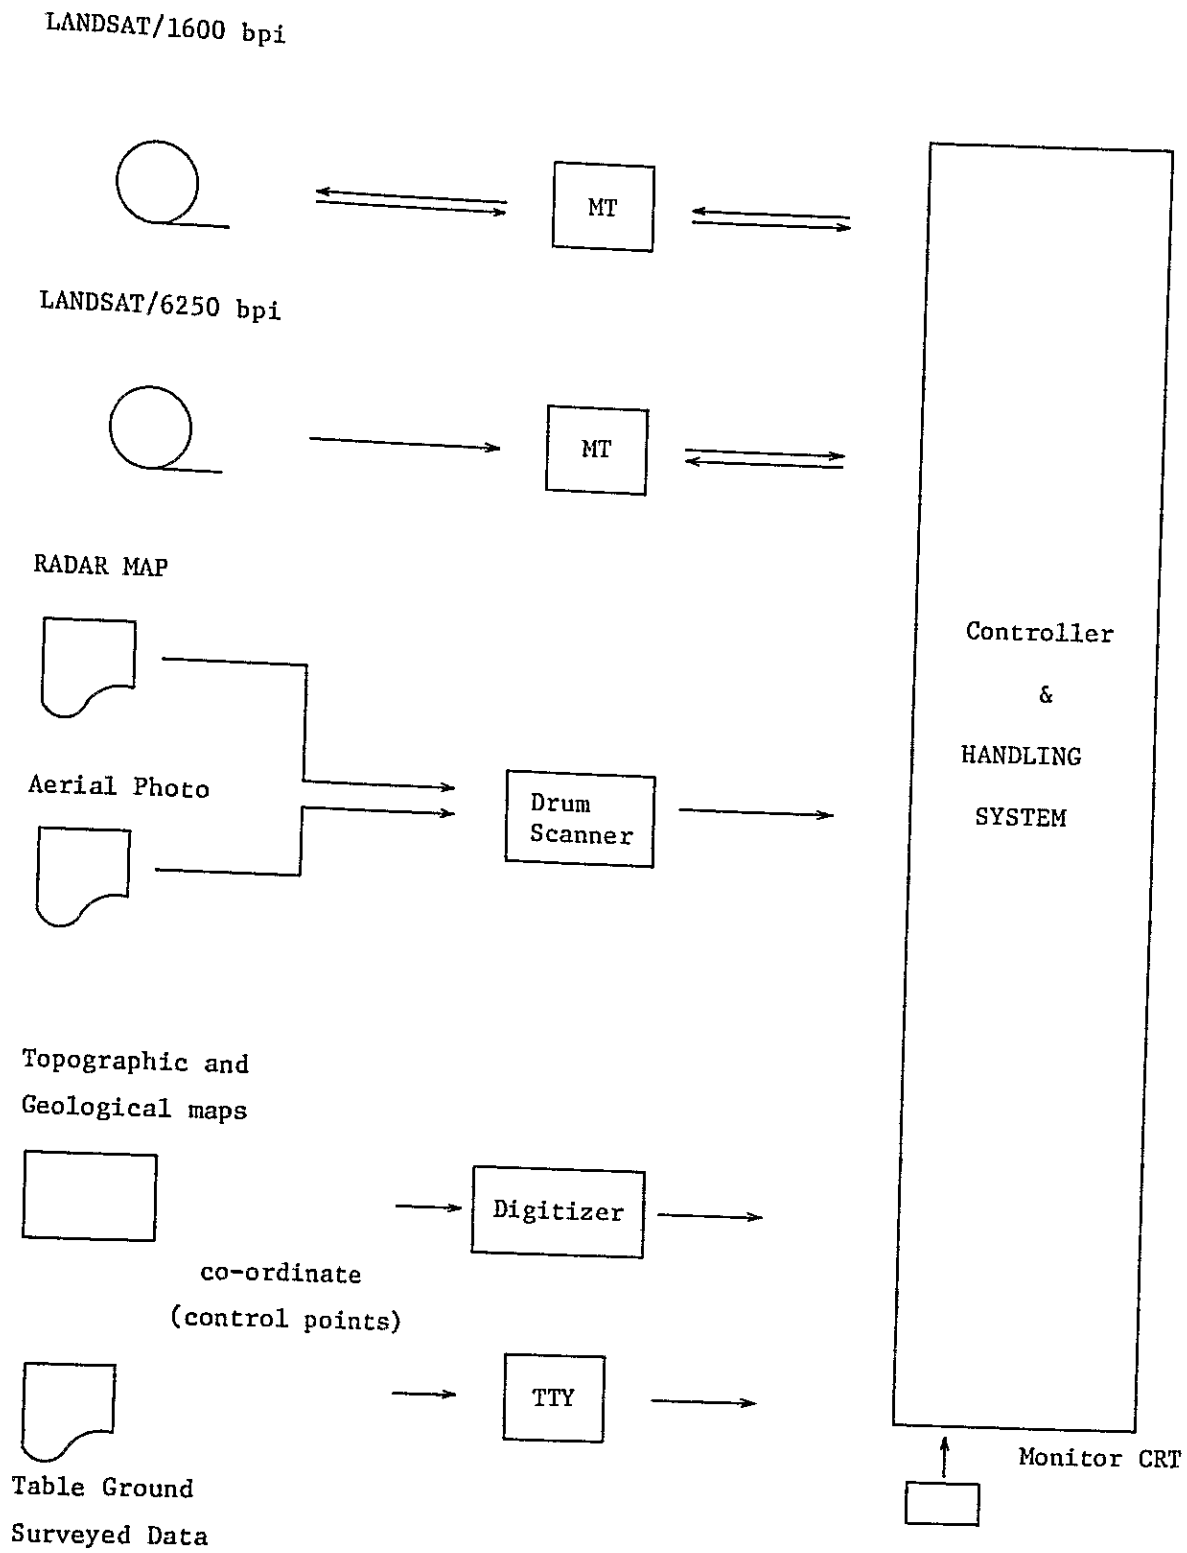 LANDSAT/1600 bpi
MT
LANDSAT/6250 bpi
MT
RADAR MAP
Controller
&
HANDLING
SYSTEM
Aerial Photo
Drum
Scanner
Topographic and
Geological maps
Digitizer
co-ordinate
(control points)
TTY
Monitor CRT
Table Ground
Surveyed Data